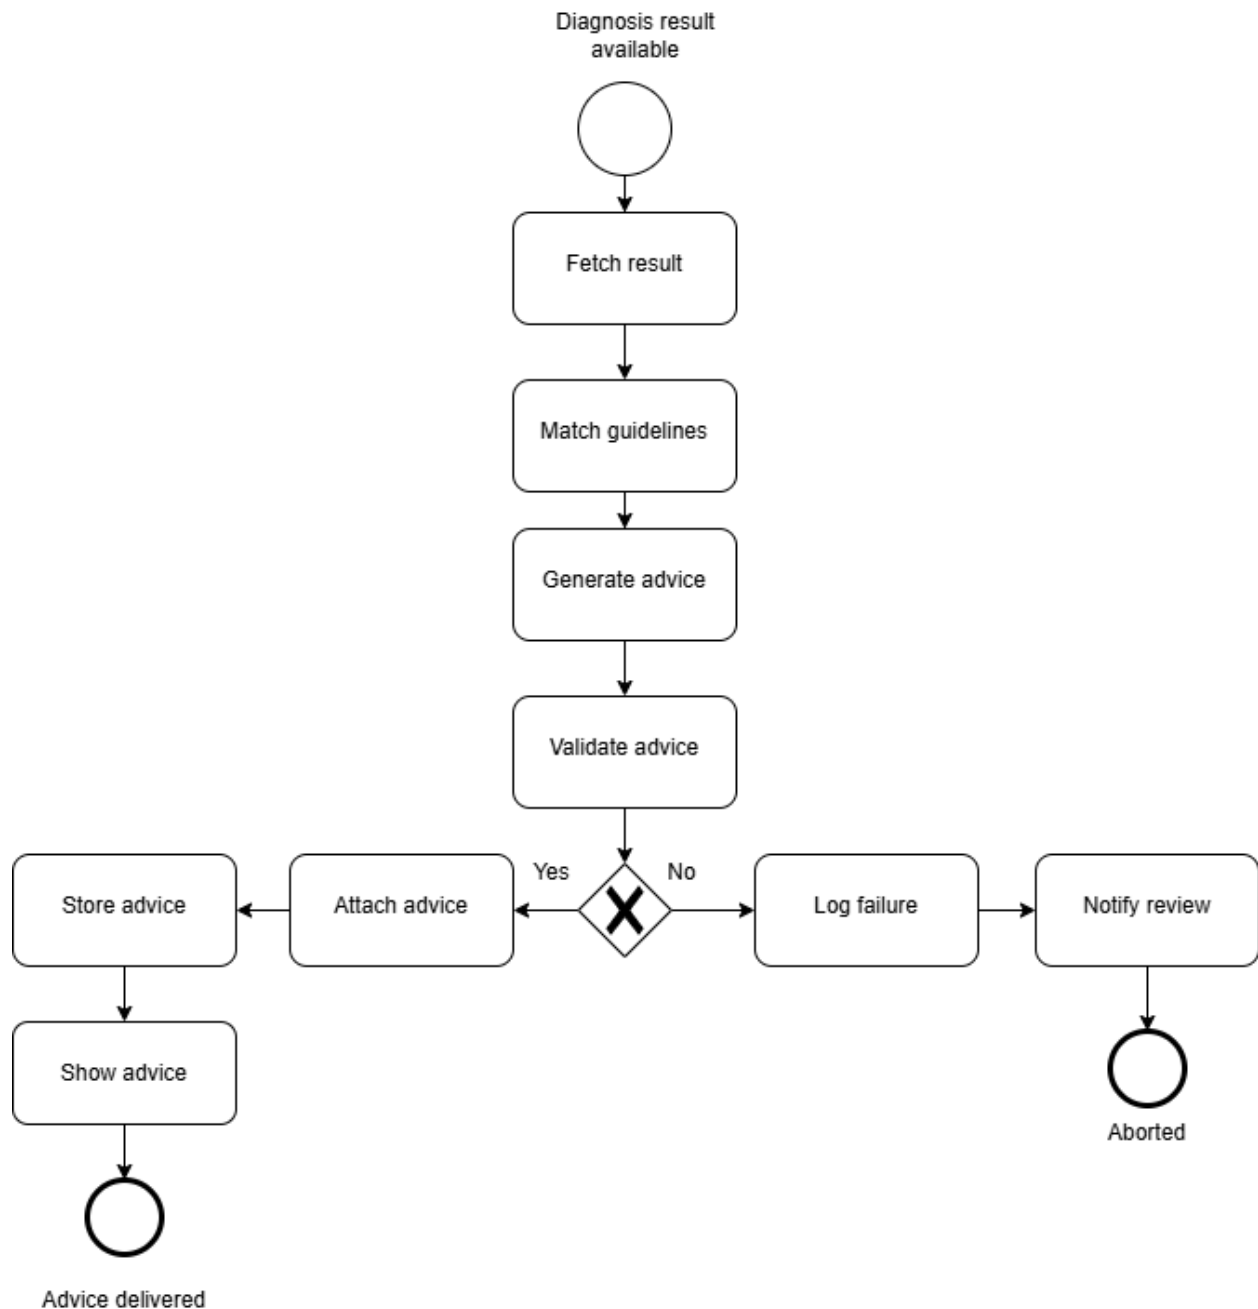 Diagnosis result
available
Fetch result
Match guidelines
Generate advice
Validate advice
Yes
No
Store advice
Attach advice
Log failure
Notify review
Show advice
Aborted
Advice delivered